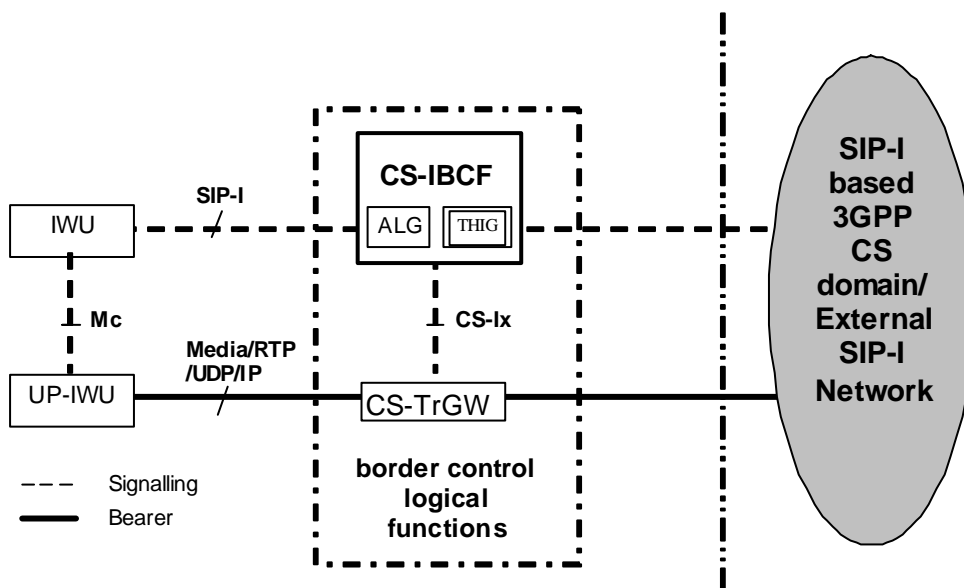 CS-IBCF
SIP-I
IWU
ALG
THIG
Mc
CS-Ix
Media/RTP
/UDP/IP
UP-IWU
CS-TrGW
border control
logical
functions
Signalling
Bearer
SIP-I
based
3GPP
CS
domain/
External
SIP-I
Network